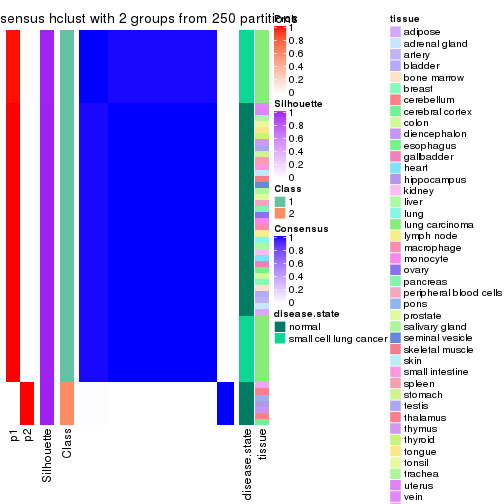 sensus hclust with 2 groups from 250 partitions
Prob
1
0.8
0.6
0.4
0.2
0
Silhouette
1
0.8
0.6
0.4
0.2
0
Class
1
2
Consensus
1
0.8
0.6
0.4
0.2
0
disease.state
normal
small cell lung cancer
tissue
adipose
adrenal gland
artery
bladder
bone marrow
breast
cerebellum
cerebral cortex
colon
diencephalon
esophagus
gallbadder
heart
hippocampus
kidney
liver
lung
lung carcinoma
lymph node
macrophage
monocyte
ovary
pancreas
peripheral blood cells
pons
prostate
salivary gland
seminal vesicle
skeletal muscle
skin
small intestine
spleen
stomach
testis
thalamus
thymus
thyroid
tongue
tonsil
trachea
uterus
vein
p1
p2
Silhouette
Class
disease.state
tissue